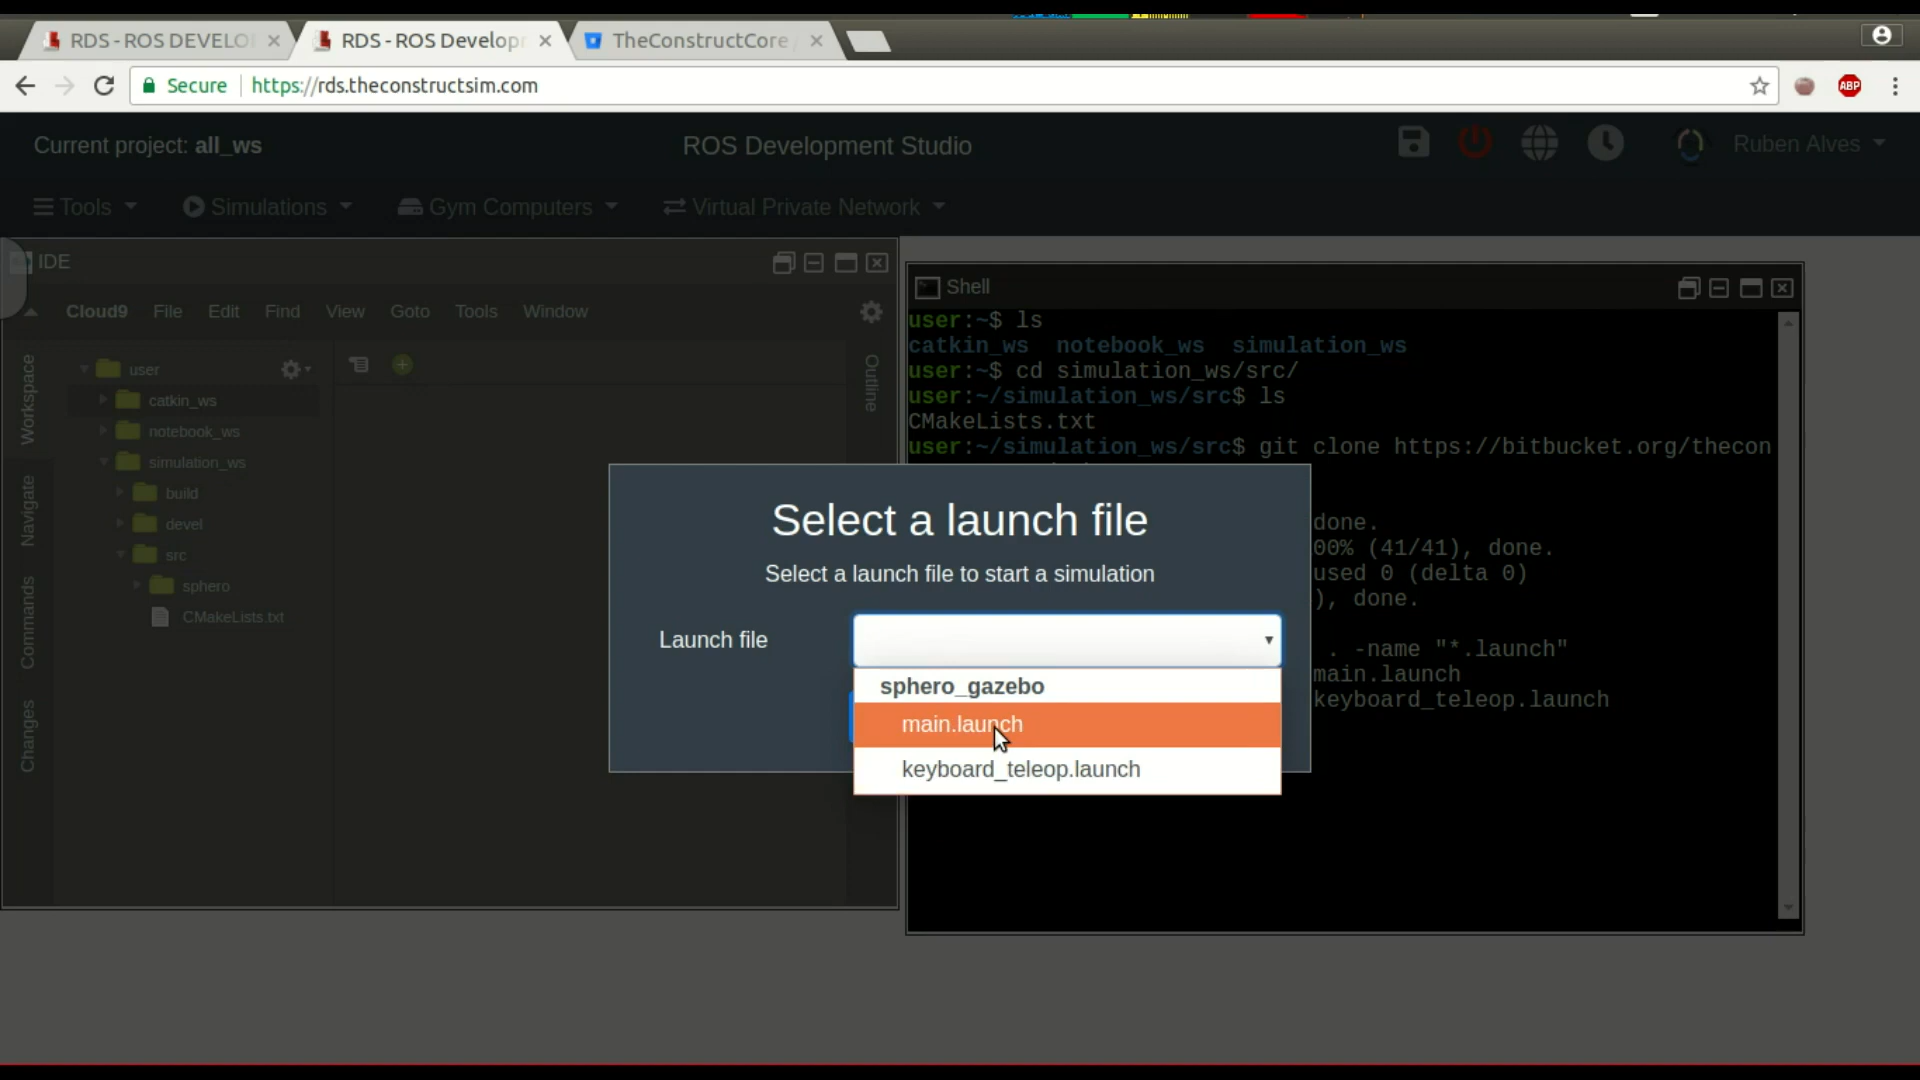 RDS - ROS DEVELO
RDS - ROS Develop
TheConstructCore
Secure
https://rds.theconstructsim.com
ABP
Current project: all_ws
ROS Development Studio
Ruben Alves
Tools
Simulations
Gym Computers
Virtual Private Network
IDE
Cloud9
File
Edit
Find
View
Goto
Tools
Window
Workspace
Navigate
Commands
Changes
Outline
user
catkin_ws
notebook_ws
simulation_ws
build
devel
src
sphero
CMakeLists.txt
Shell
user:~$ ls
catkin_ws notebook_ws simulation_ws
user:~$ cd simulation_ws/src/
user:~/simulation_ws/src$ ls
CMakeLists.txt
user:~/simulation_ws/src$ git clone https://bitbucket.org/thecon
done.
00% (41/41), done.
used 0 (delta 0)
), done.
. -name "*.launch"
main.launch
keyboard_teleop.launch
Select a launch file
Select a launch file to start a simulation
Launch file
sphero_gazebo
main.launch
keyboard_teleop.launch